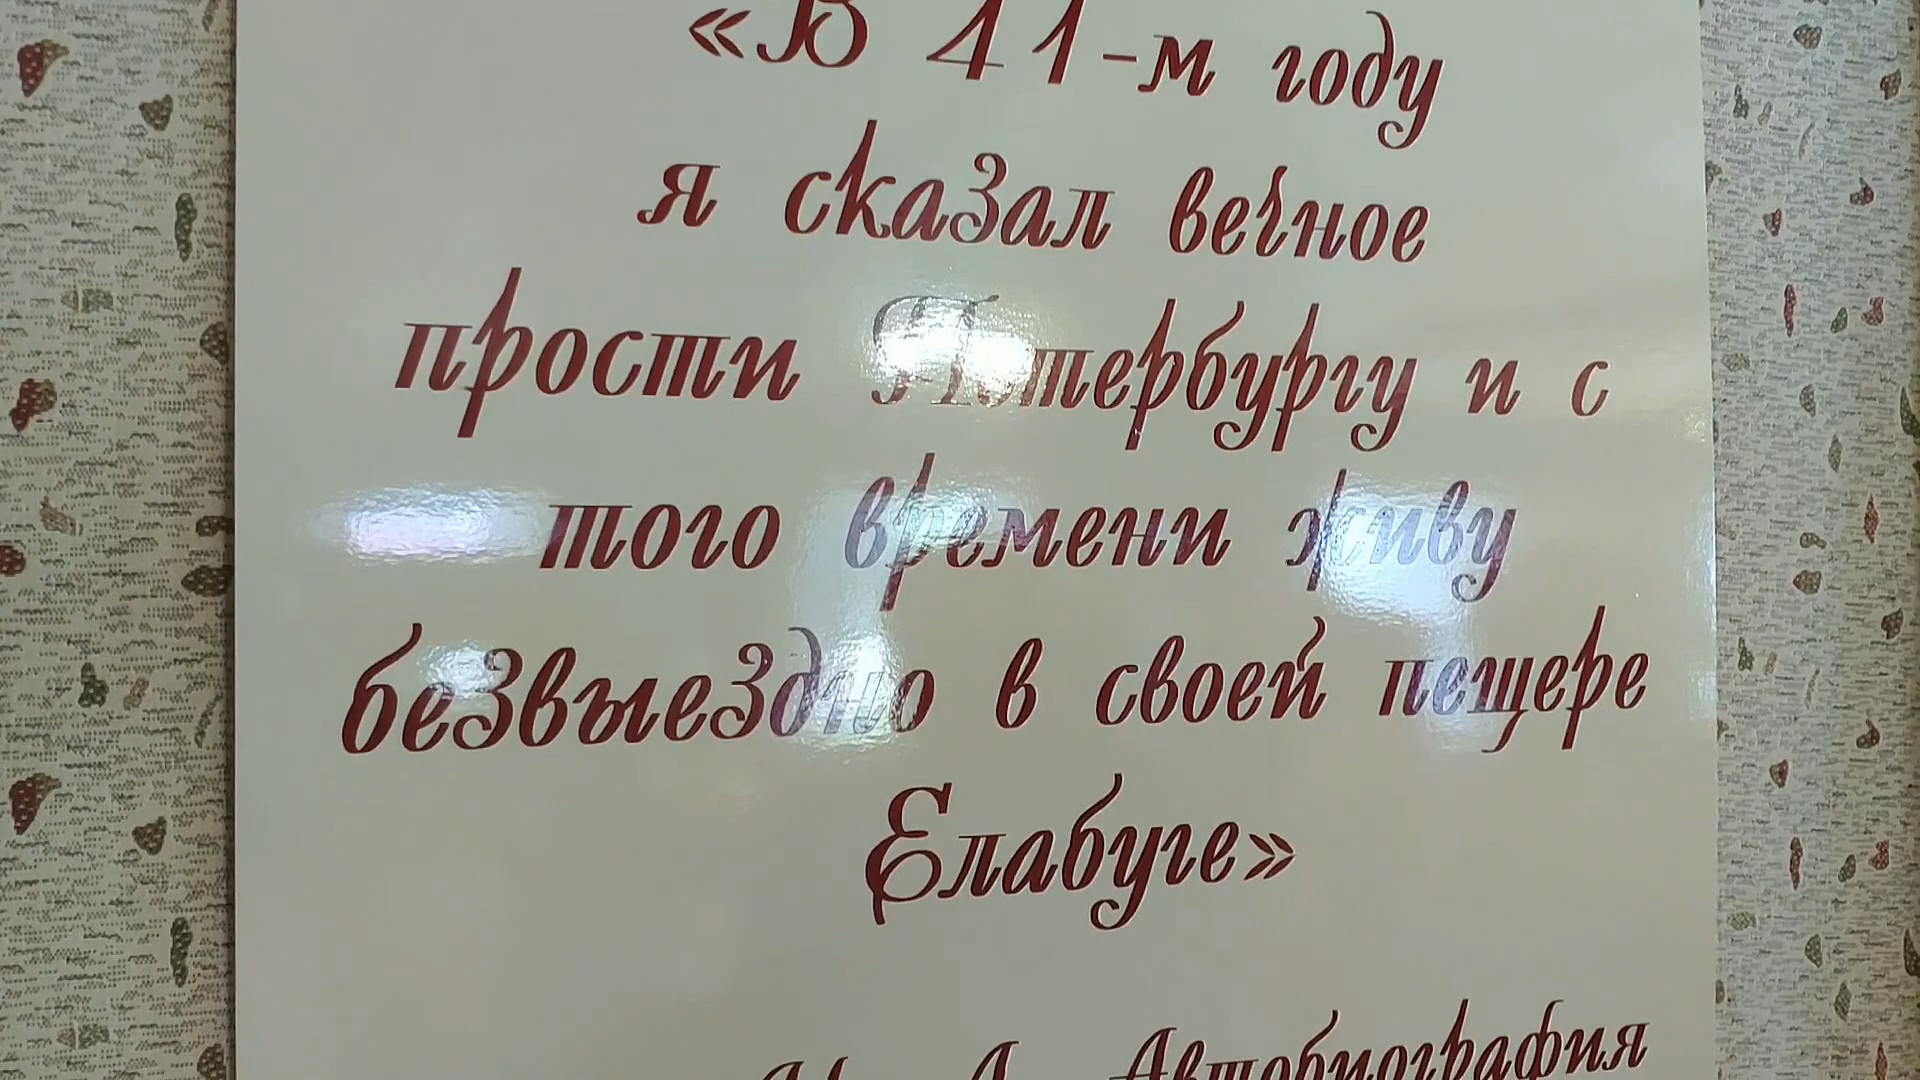 «В 41-м году
я сказал вечное
прости Петербургу и с
того времени живу
безвыездно в своей пещере
Елабуге»
Автобиография